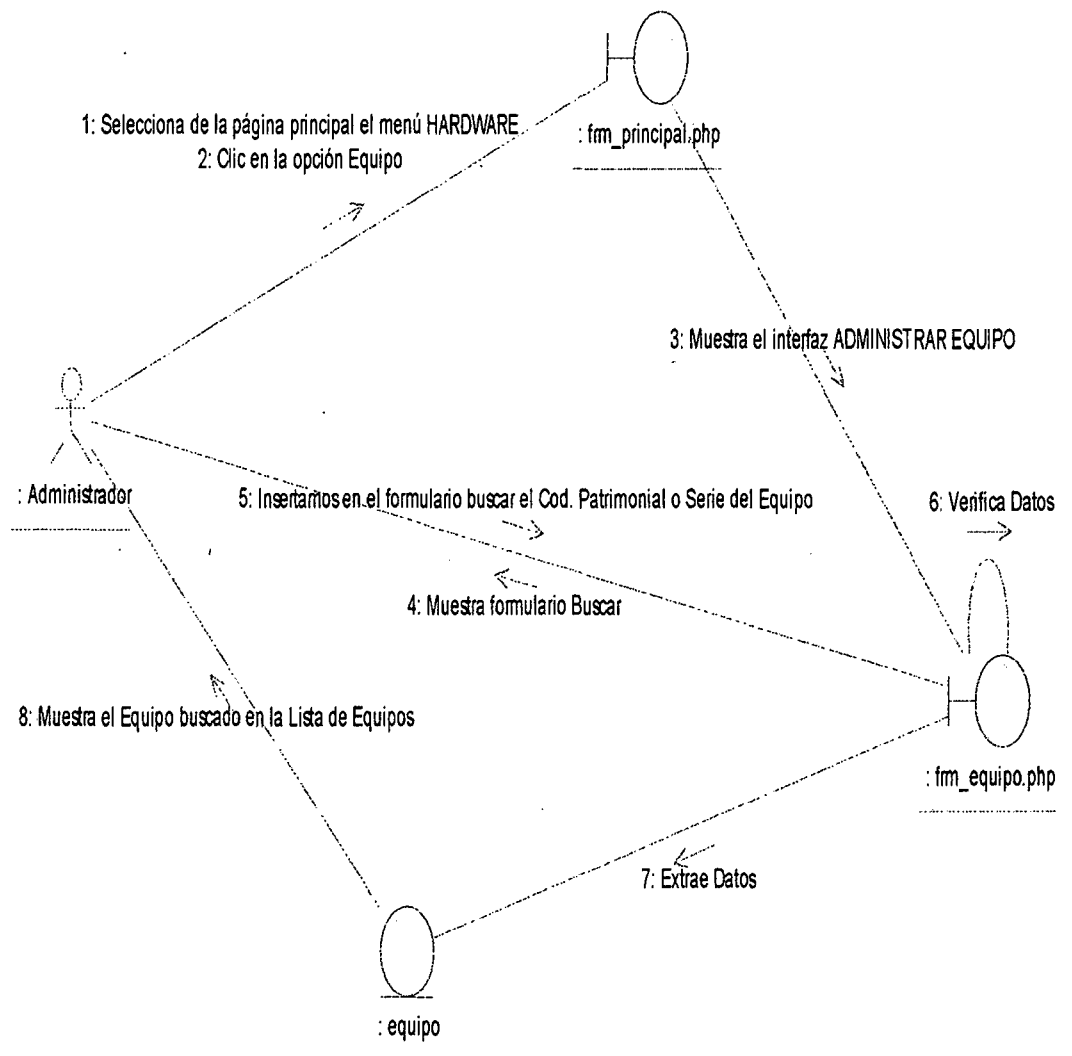 1: Selecciona de la página principal el menú HARDWARE
2: Clic en la opción Equipo
: frm_principal.php
3: Muestra el interfaz ADMINISTRAR EQUIPO
: Administrador
5: Insertamos en el formulario buscar el Cod. Patrimonial o Serie del Equipo
6: Verifica Datos
4: Muestra formulario Buscar
8: Muestra el Equipo buscado en la Lista de Equipos
: frm_equipo.php
7: Extrae Datos
: equipo